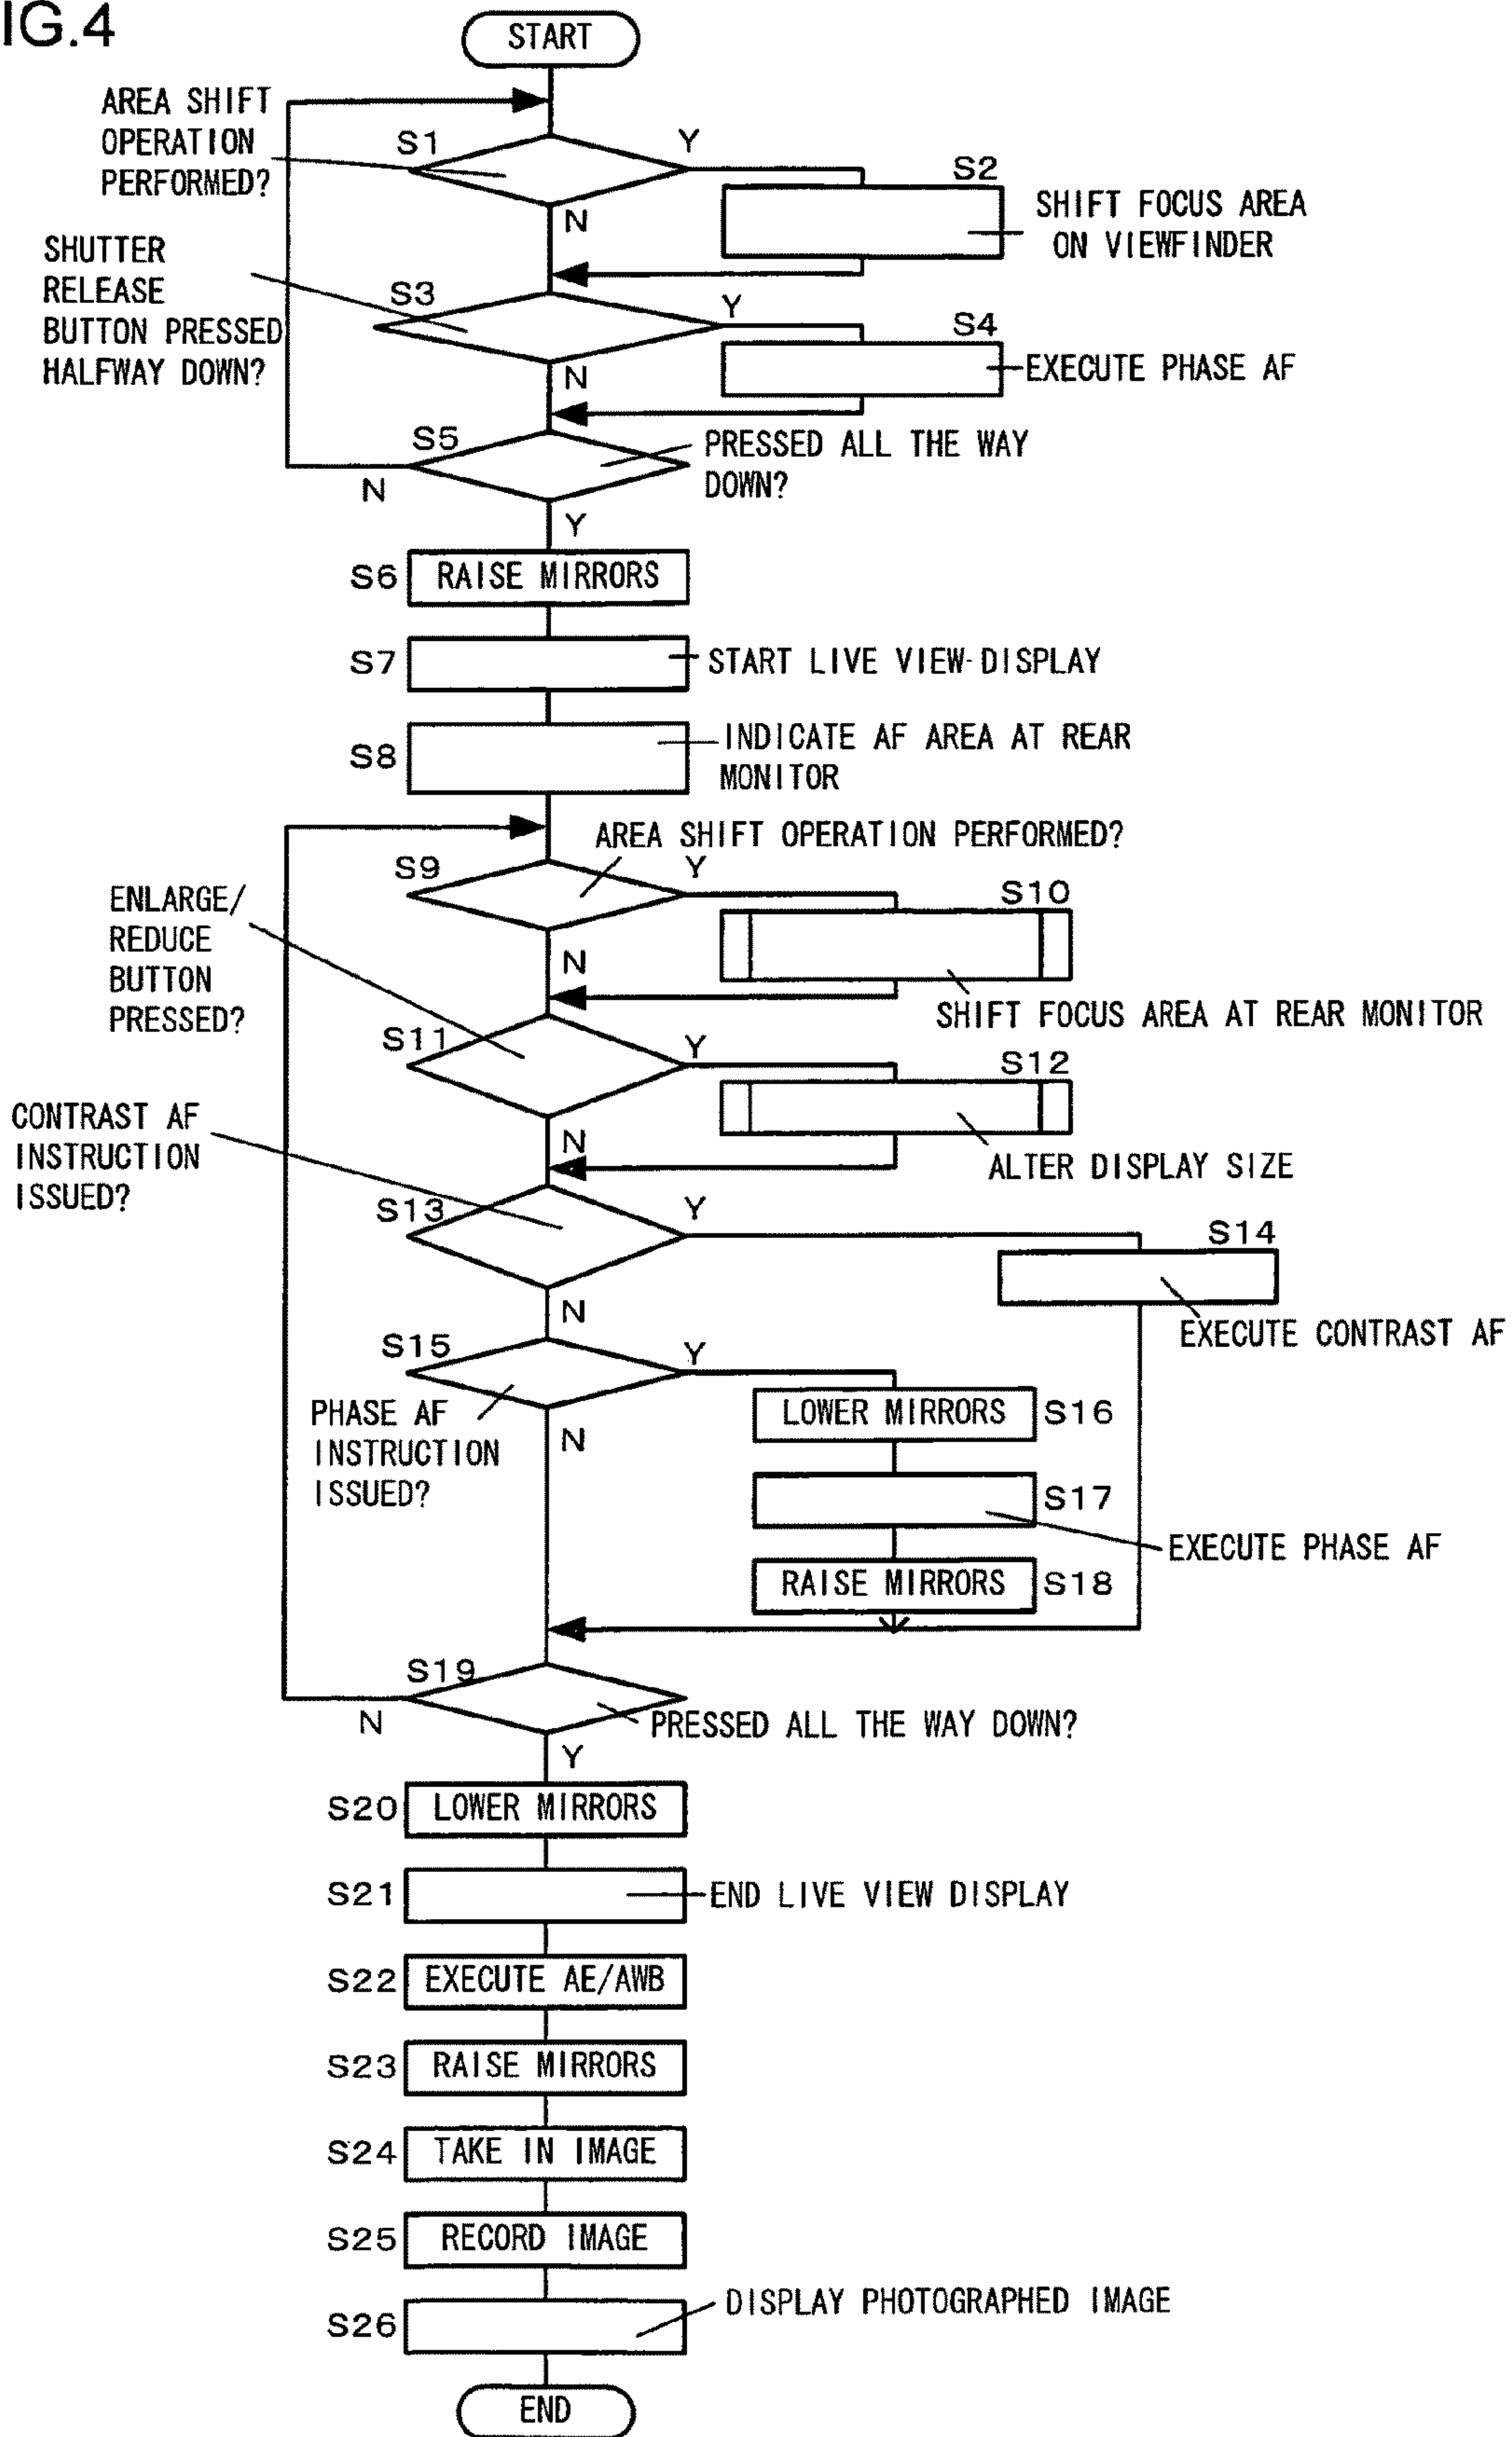 IG.4
START
AREA SHIFT
OPERATION
PERFORMED?
S1
Y
N
S2
SHIFT FOCUS AREA
ON VIEWFINDER
SHUTTER
RELEASE
BUTTON PRESSED
HALFWAY DOWN?
S3
Y
N
S4
EXECUTE PHASE AF
S5
PRESSED ALL THE WAY
DOWN?
N
Y
S6
RAISE MIRRORS
S7
START LIVE VIEW-DISPLAY
S8
INDICATE AF AREA AT REAR
MONITOR
AREA SHIFT OPERATION PERFORMED?
S9
Y
N
S10
SHIFT FOCUS AREA AT REAR MONITOR
ENLARGE/
REDUCE
BUTTON
PRESSED?
S11
Y
N
S12
ALTER DISPLAY SIZE
CONTRAST AF
INSTRUCTION
ISSUED?
S13
Y
N
S14
EXECUTE CONTRAST AF
S15
Y
N
PHASE AF
INSTRUCTION
ISSUED?
LOWER MIRRORS
S16
S17
EXECUTE PHASE AF
RAISE MIRRORS
S18
S19
N
PRESSED ALL THE WAY DOWN?
Y
S20
LOWER MIRRORS
S21
END LIVE VIEW DISPLAY
S22
EXECUTE AE/AWB
S23
RAISE MIRRORS
S24
TAKE IN IMAGE
S25
RECORD IMAGE
S26
DISPLAY PHOTOGRAPHED IMAGE
END